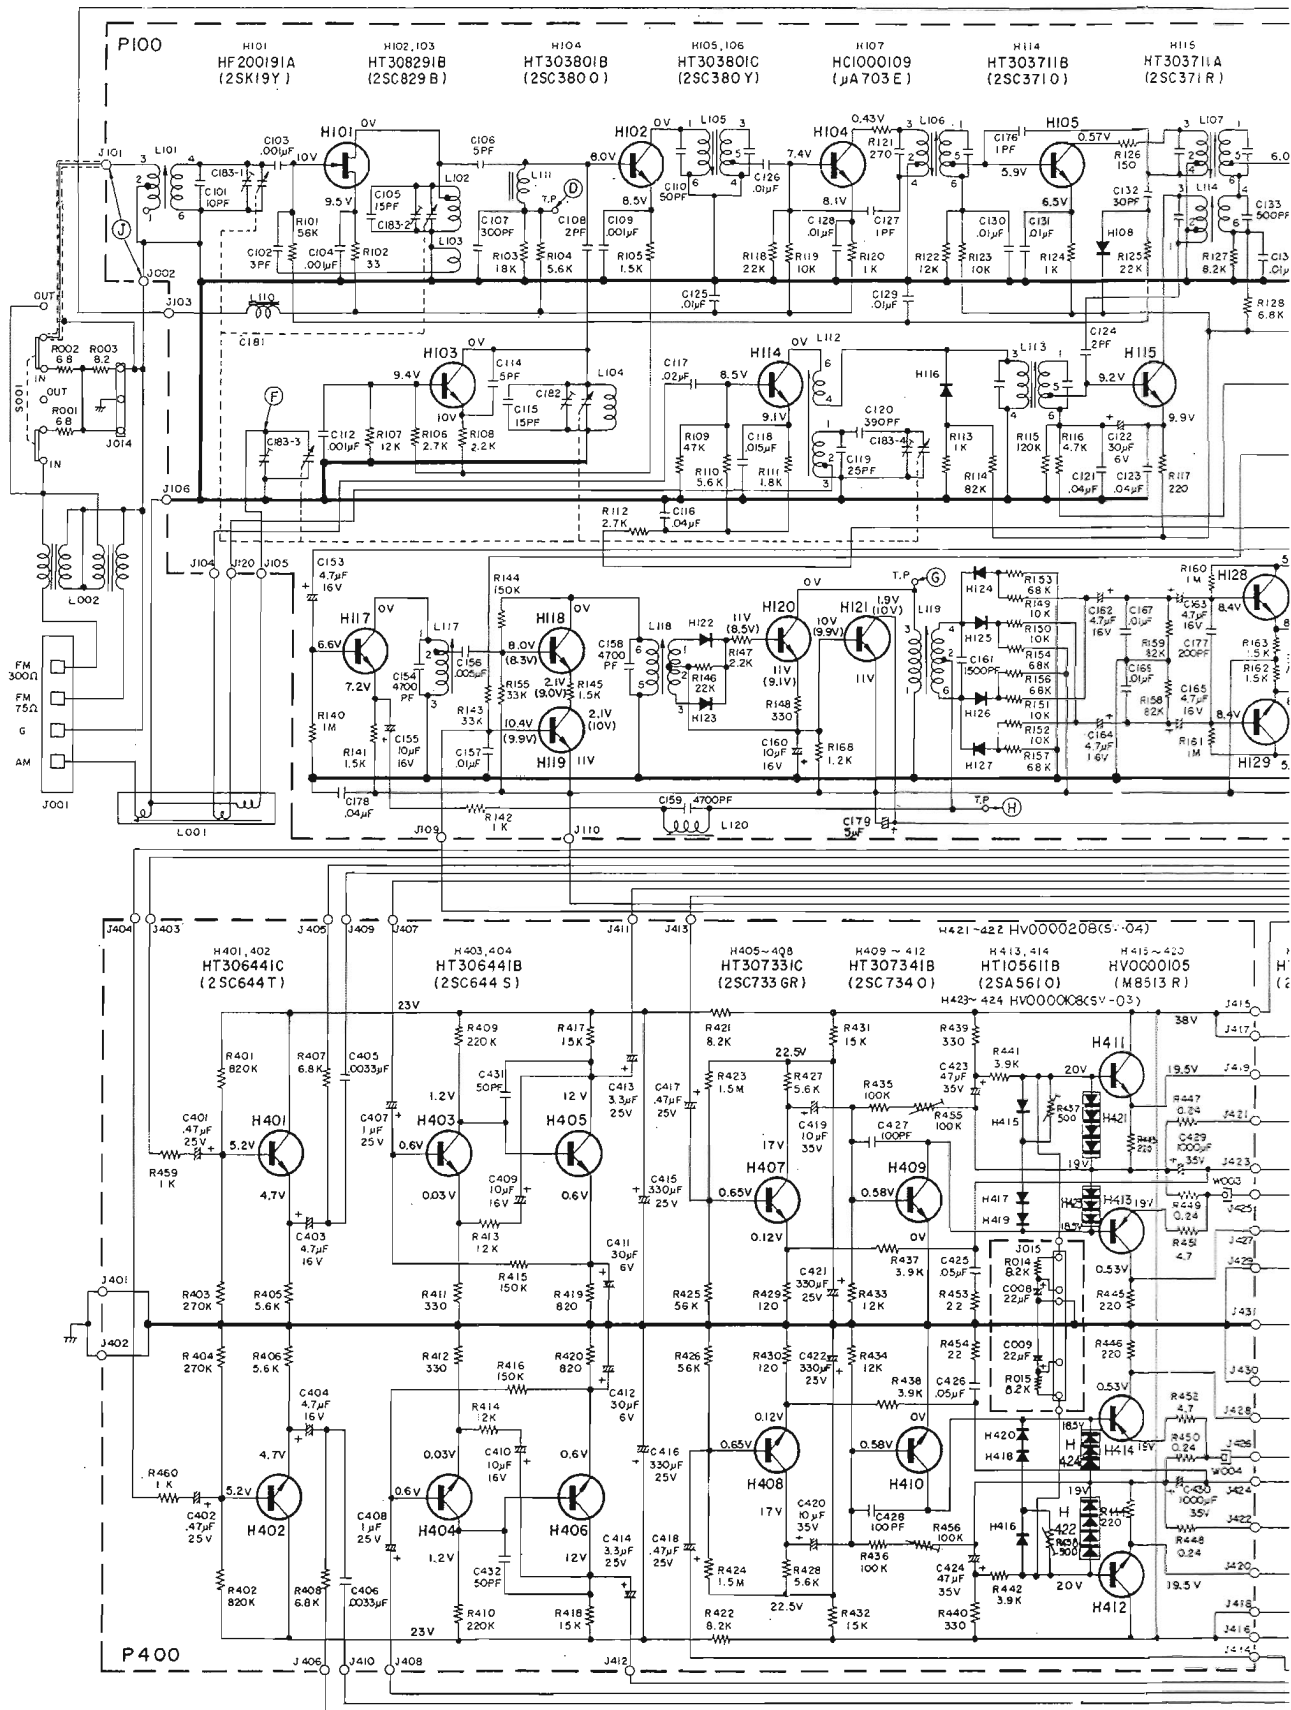 P100
H101
HF200191A
(2SK19Y)
H102,103
HT308291B
(2SC829B)
H104
HT303801B
(2SC380O)
H105,106
HT303801C
(2SC380Y)
H107
HC1000109
(μA703E)
H114
HT303711B
(2SC371O)
H115
HT303711A
(2SC371R)
J101
L101
C103
.001μF
C183-1
C101
10PF
10V
H101
0V
9.5V
C102
3PF
R101
56K
C104
.001μF
R102
33
C105
15PF
C183-2
L102
L103
C106
5PF
L111
T.P
D
C107
300PF
R103
18K
R104
5.6K
C108
2PF
C109
.001μF
R105
1.5K
8.0V
H102
0V
8.5V
L105
C110
50PF
C126
.01μF
C125
.01μF
R118
22K
R119
10K
7.4V
H104
8.1V
C128
.01μF
R120
1K
0.43V
R121
270
C127
1PF
C129
.01μF
L106
R122
12K
R123
10K
C130
.01μF
C131
.01μF
C176
1PF
5.9V
H105
6.5V
R124
1K
0.57V
R126
150
C132
30PF
H108
R125
22K
L107
L114
R127
8.2K
C133
500PF
R128
6.8K
6.0
J
J002
J103
L110
C181
OUT
R002
6.8
R003
8.2
IN
OUT
S001
R001
68
IN
J014
J106
F
C183-3
C112
.001μF
R107
12K
R106
2.7K
R108
2.2K
9.4V
H103
0V
10V
C114
5PF
C115
15PF
C182
L104
C117
.02μF
8.5V
H114
0V
9.1V
R109
47K
R110
5.6K
C118
.015μF
R111
1.8K
R112
2.7K
C116
.04μF
L112
C120
390PF
C119
25PF
C183-4
H116
R113
1K
R114
82K
L113
R115
120K
R116
4.7K
C124
2PF
C122
30μF
6V
C121
.04μF
C123
.04μF
9.2V
H115
9.9V
R117
220
J104
J120
J105
L002
FM
300Ω
FM
75Ω
G
AM
J001
L001
C153
4.7μF
16V
6.6V
H117
0V
7.2V
R140
1M
R141
1.5K
C154
4700
PF
C155
10μF
16V
L117
C156
.005μF
R143
33K
C157
.01μF
R144
150K
R155
33K
H118
0V
8.0V
(8.3V)
2.1V
(9.0V)
R145
1.5K
10.4V
(9.9V)
2.1V
(10V)
H119
11V
C158
4700
PF
L118
H122
R146
22K
H123
11V
(8.5V)
R147
2.2K
H120
0V
11V
(9.1V)
R148
330
C160
10μF
16V
R168
1.2K
10V
(9.9V)
H121
1.9V
(10V)
11V
T.P
G
L119
C161
1500PF
H124
H125
H126
H127
R153
68K
R149
10K
R150
10K
R154
68K
R156
68K
R151
10K
R152
10K
R157
68K
C162
4.7μF
16V
C167
.01μF
C163
4.7μF
16V
R159
82K
C177
200PF
R158
82K
C165
4.7μF
16V
C164
4.7μF
16V
R160
1M
H128
8.4V
R163
1.5K
R162
1.5K
8.4V
R161
1M
H129
C178
.04μF
R142
1K
C159
4700PF
L120
C179
5μF
T.P
H
J109
J110
J404
J403
J405
J409
J407
J411
J413
H421~422 HV0000208(SV-04)
H401,402
HT306441C
(2SC644T)
H403,404
HT306441B
(2SC644S)
H405~408
HT307331C
(2SC733GR)
H409~412
HT307341B
(2SC734O)
H413,414
HT105611B
(2SA561O)
H415~420
HV0000105
(M8513R)
H423~424 HV0000108(SV-03)
23V
38V
R401
820K
R407
6.8K
C405
.0033μF
C401
.47μF
25V
5.2V
H401
4.7V
R459
1K
C403
4.7μF
16V
R403
270K
R405
5.6K
R409
220K
R417
15K
C431
50PF
1.2V
12V
C407
1μF
25V
0.6V
H403
0.03V
H405
0.6V
C409
10μF
16V
R413
12K
R415
150K
C411
30μF
6V
R411
330
R419
820
C413
3.3μF
25V
C415
330μF
25V
C417
.47μF
25V
R421
8.2K
R423
1.5M
22.5V
R427
5.6K
R431
15K
C419
10μF
35V
17V
H407
0.65V
0.12V
R425
56K
R429
120
C421
330μF
25V
R433
12K
R435
100K
R455
100K
C427
100PF
H409
0.58V
0V
R437
3.9K
C425
.05μF
R453
22
R439
330
C423
47μF
35V
R441
3.9K
H415
R437
500
20V
H411
19.5V
H421
19V
R447
0.24
C429
1000μF
35V
H417
H419
H413
19V
18.5V
R449
0.24
R451
4.7
0.53V
R445
220
W003
J015
R014
8.2K
C008
22μF
C009
22μF
R015
8.2K
J415
J417
J419
J421
J423
J425
J427
J429
J431
J401
J402
R404
270K
R406
5.6K
C404
4.7μF
16V
4.7V
H402
5.2V
R460
1K
C402
.47μF
25V
R402
820K
R408
6.8K
C406
.0033μF
R412
330
R416
150K
R420
820
R414
12K
C412
30μF
6V
0.03V
C410
10μF
16V
0.6V
0.6V
C408
1μF
25V
H404
H406
1.2V
12V
C414
3.3μF
25V
C432
50PF
R410
220K
R418
15K
23V
C416
330μF
25V
C418
.47μF
25V
R426
56K
R430
120
C422
330μF
25V
R434
12K
0.12V
0.65V
H408
17V
R424
1.5M
R428
5.6K
22.5V
R422
8.2K
C420
10μF
35V
R432
15K
R438
3.9K
R454
22
C426
.05μF
0V
0.58V
H410
C428
100PF
R436
100K
R456
100K
C424
47μF
35V
R440
330
R442
3.9K
H420
H418
H416
20V
R446
220
0.53V
H414
18.5V
19V
R452
4.7
R450
0.24
W004
H
424
19V
C430
1000μF
35V
H
422
220
R448
0.24
H412
19.5V
J430
J428
J426
J424
J422
J420
J418
J416
J414
P400
J406
J410
J408
J412